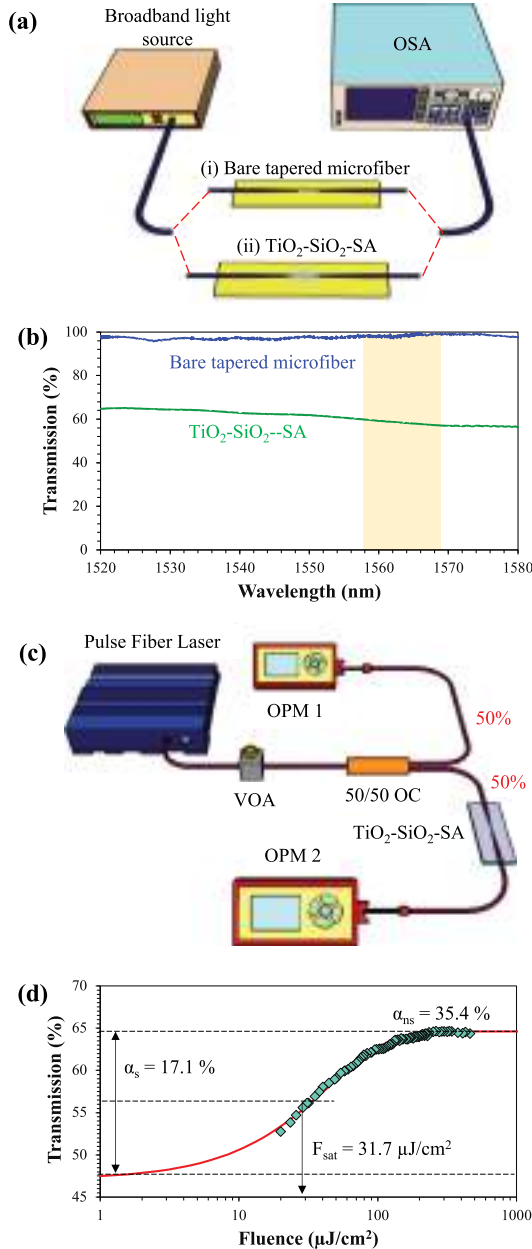 (a)
Broadband light
source
OSA
(i) Bare tapered microfiber
(ii) TiO₂-SiO₂-SA
(b)
100
80
60
40
20
0
Transmission (%)
Bare tapered microfiber
TiO₂-SiO₂--SA
1520 1530 1540 1550 1560 1570 1580
Wavelength (nm)
(c)
Pulse Fiber Laser
OPM 1
50%
VOA
50/50 OC
50%
TiO₂-SiO₂-SA
OPM 2
(d)
70
65
60
55
50
45
Transmission (%)
αns = 35.4 %
αs = 17.1 %
Fsat = 31.7 µJ/cm²
1 10 100 1000
Fluence (µJ/cm²)